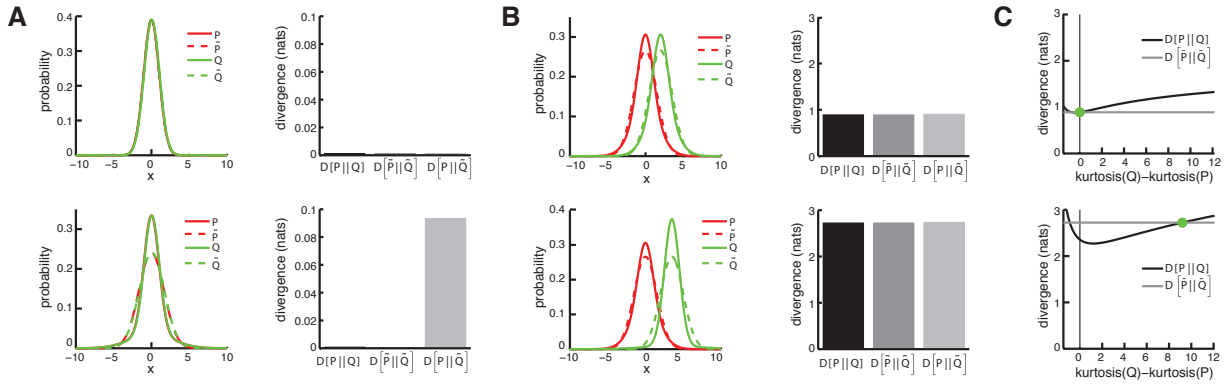 A
probability
0.4
0.3
0.2
0.1
0
−10
−5
0
5
10
x
P
P̃
Q
Q̃
divergence (nats)
0.1
0.08
0.06
0.04
0.02
0
D[P||Q]
D[P̃||Q̃]
D[P||Q̃]
B
probability
0.4
0.3
0.2
0.1
0
−10
−5
0
5
10
x
P
P̃
Q
Q̃
divergence (nats)
3
2
1
0
D[P||Q]
D[P̃||Q̃]
D[P||Q̃]
C
divergence (nats)
3
2
1
0
0
2
4
6
8
10
12
kurtosis(Q)−kurtosis(P)
D[P||Q]
D[P̃||Q̃]
probability
0.3
0.2
0.1
0
−10
−5
0
5
10
x
P
P̃
Q
Q̃
divergence (nats)
0.1
0.08
0.06
0.04
0.02
0
D[P||Q]
D[P̃||Q̃]
D[P||Q̃]
probability
0.4
0.3
0.2
0.1
0
−10
−5
0
5
10
x
P
P̃
Q
Q̃
divergence (nats)
3
2
1
0
D[P||Q]
D[P̃||Q̃]
D[P||Q̃]
divergence (nats)
3
2
1
0
0
2
4
6
8
10
12
kurtosis(Q)−kurtosis(P)
D[P||Q]
D[P̃||Q̃]